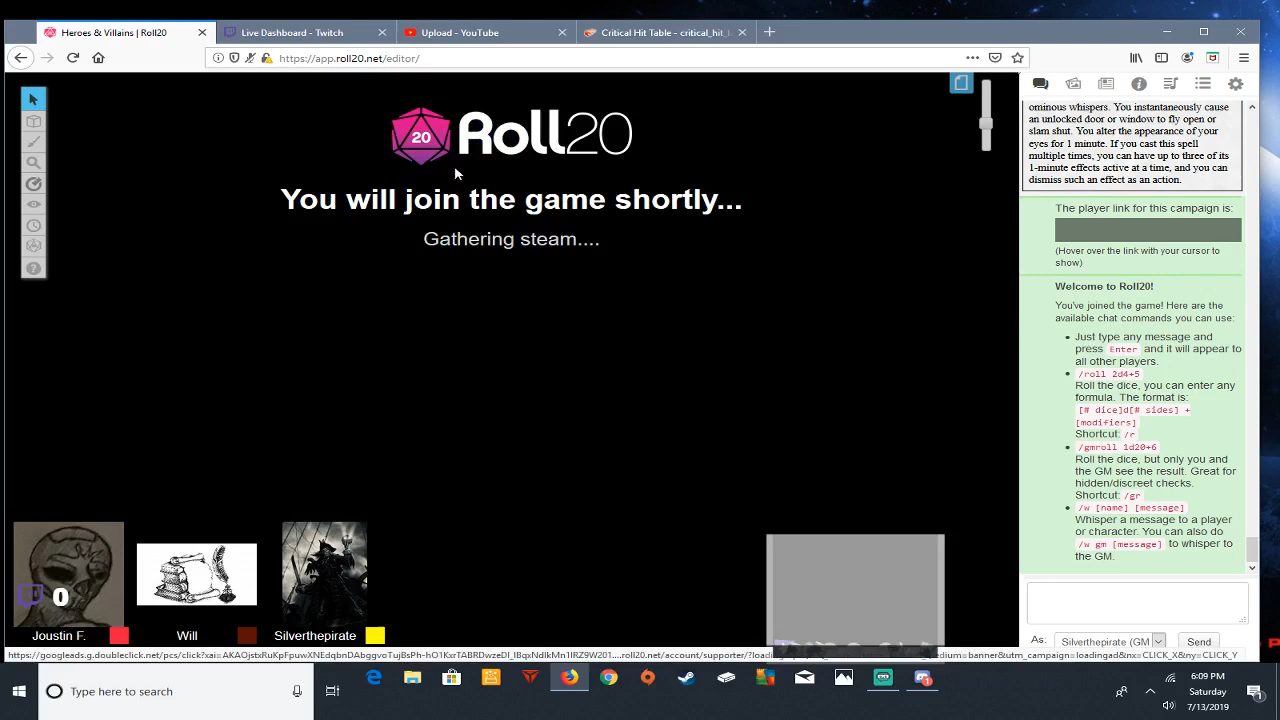 Heroes & Villains | Roll20
Live Dashboard - Twitch
Upload - YouTube
Critical Hit Table - critical_hit_l
https://app.roll20.net/editor/
20 Roll20
You will join the game shortly...
Gathering steam....
0
Joustin F.
Will
Silverthepirate
ominous whispers. You instantaneously cause
an unlocked door or window to fly open or
slam shut. You alter the appearance of your
eyes for 1 minute. If you cast this spell
multiple times, you can have up to three of its
1-minute effects active at a time, and you can
dismiss such an effect as an action.
The player link for this campaign is:
(Hover over the link with your cursor to
show)
Welcome to Roll20!
You've joined the game! Here are the
available chat commands you can use:
Just type any message and
press Enter and it will appear to
all other players.
/roll 2d4+5
Roll the dice, you can enter any
formula. The format is:
[# dice]d[# sides] +
[modifiers]
Shortcut: /r
/gmroll 1d20+6
Roll the dice, but only you and
the GM see the result. Great for
hidden/discreet checks.
Shortcut: /gr
/w [name] [message]
Whisper a message to a player
or character. You can also do
/w gm [message] to whisper to
the GM.
As: Silverthepirate (GM
Send
Type here to search
6:09 PM
Saturday
7/13/2019